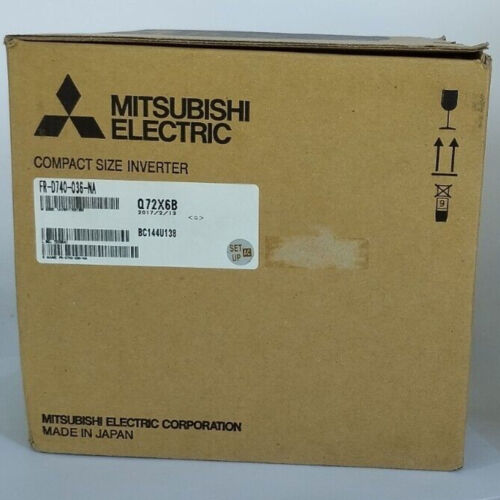 MITSUBISHI
ELECTRIC
COMPACT SIZE INVERTER
FR-D740-036-NA
Q72X6B
2017/2/13
<G>
BC144U138
SET UP
9
MITSUBISHI ELECTRIC CORPORATION
MADE IN JAPAN